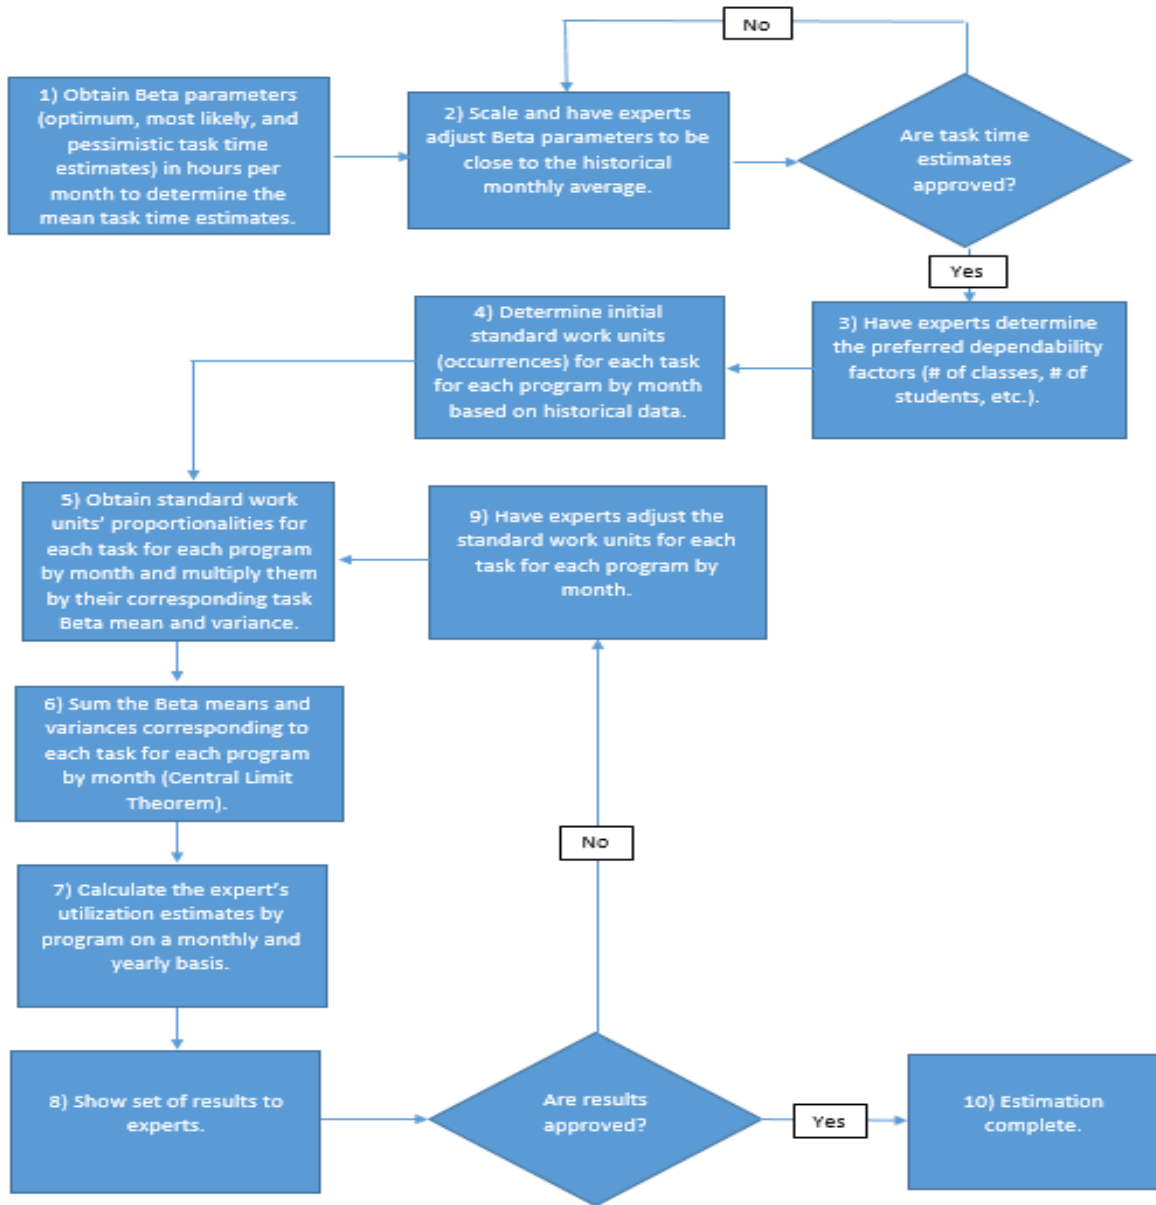 No
1) Obtain Beta parameters
(optimum, most likely, and
pessimistic task time
estimates) in hours per
month to determine the
mean task time estimates.
2) Scale and have experts
adjust Beta parameters to be
close to the historical
monthly average.
Are task time
estimates
approved?
Yes
3) Have experts determine
the preferred dependability
factors (# of classes, # of
students, etc.).
4) Determine initial
standard work units
(occurrences) for each task
for each program by month
based on historical data.
5) Obtain standard work
units' proportionalities for
each task for each program
by month and multiply them
by their corresponding task
Beta mean and variance.
9) Have experts adjust the
standard work units for each
task for each program by
month.
6) Sum the Beta means and
variances corresponding to
each task for each program
by month (Central Limit
Theorem).
No
7) Calculate the expert's
utilization estimates by
program on a monthly and
yearly basis.
8) Show set of results to
experts.
Are results
approved?
Yes
10) Estimation
complete.